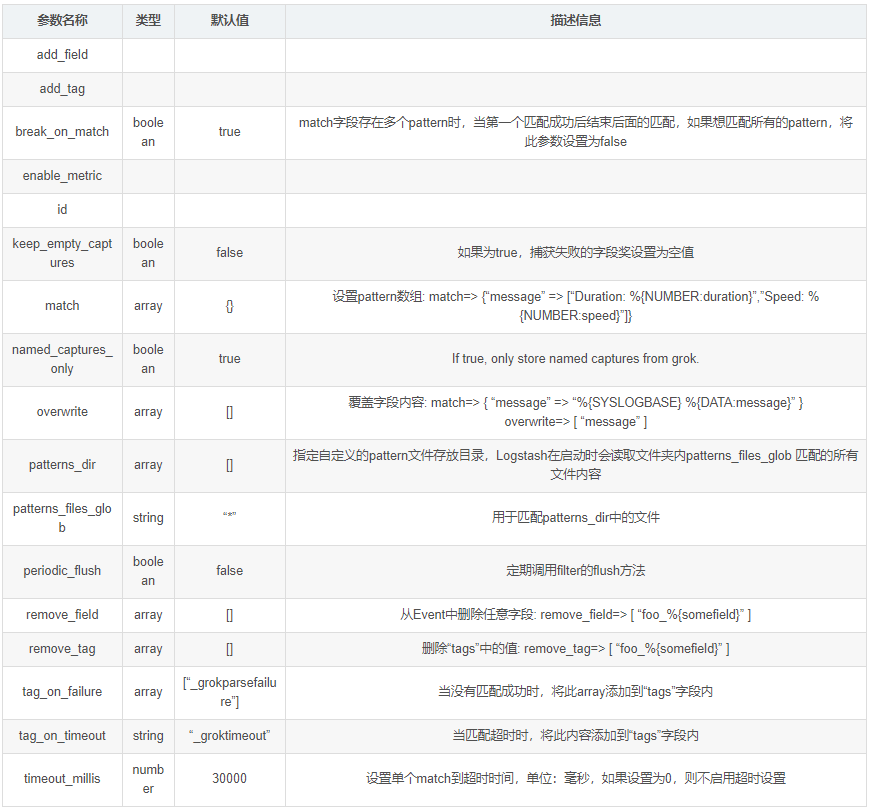 参数名称 类型 默认值 描述信息
add_field
add_tag
break_on_match boolean true match字段存在多个pattern时，当第一个匹配成功后结束后面的匹配，如果想匹配所有的pattern，将
此参数设置为false
enable_metric
id
keep_empty_captures boolean false 如果为true，捕获失败的字段奖设置为空值
match array {} 设置pattern数组: match=> {“message” => [“Duration: %{NUMBER:duration}”,”Speed: %
{NUMBER:speed}”]}
named_captures_only boolean true If true, only store named captures from grok.
overwrite array [] 覆盖字段内容: match=> { “message” => “%{SYSLOGBASE} %{DATA:message}” }
overwrite=> [ “message” ]
patterns_dir array [] 指定自定义的pattern文件存放目录，Logstash在启动时会读取文件夹内patterns_files_glob 匹配的所有
文件内容
patterns_files_glob string “*” 用于匹配patterns_dir中的文件
periodic_flush boolean false 定期调用filter的flush方法
remove_field array [] 从Event中删除任意字段: remove_field=> [ “foo_%{somefield}” ]
remove_tag array [] 删除“tags”中的值: remove_tag=> [ “foo_%{somefield}” ]
tag_on_failure array [“_grokparsefailure”] 当没有匹配成功时，将此array添加到“tags”字段内
tag_on_timeout string “_groktimeout” 当匹配超时时，将此内容添加到“tags”字段内
timeout_millis number 30000 设置单个match到超时时间，单位：毫秒，如果设置为0，则不启用超时设置